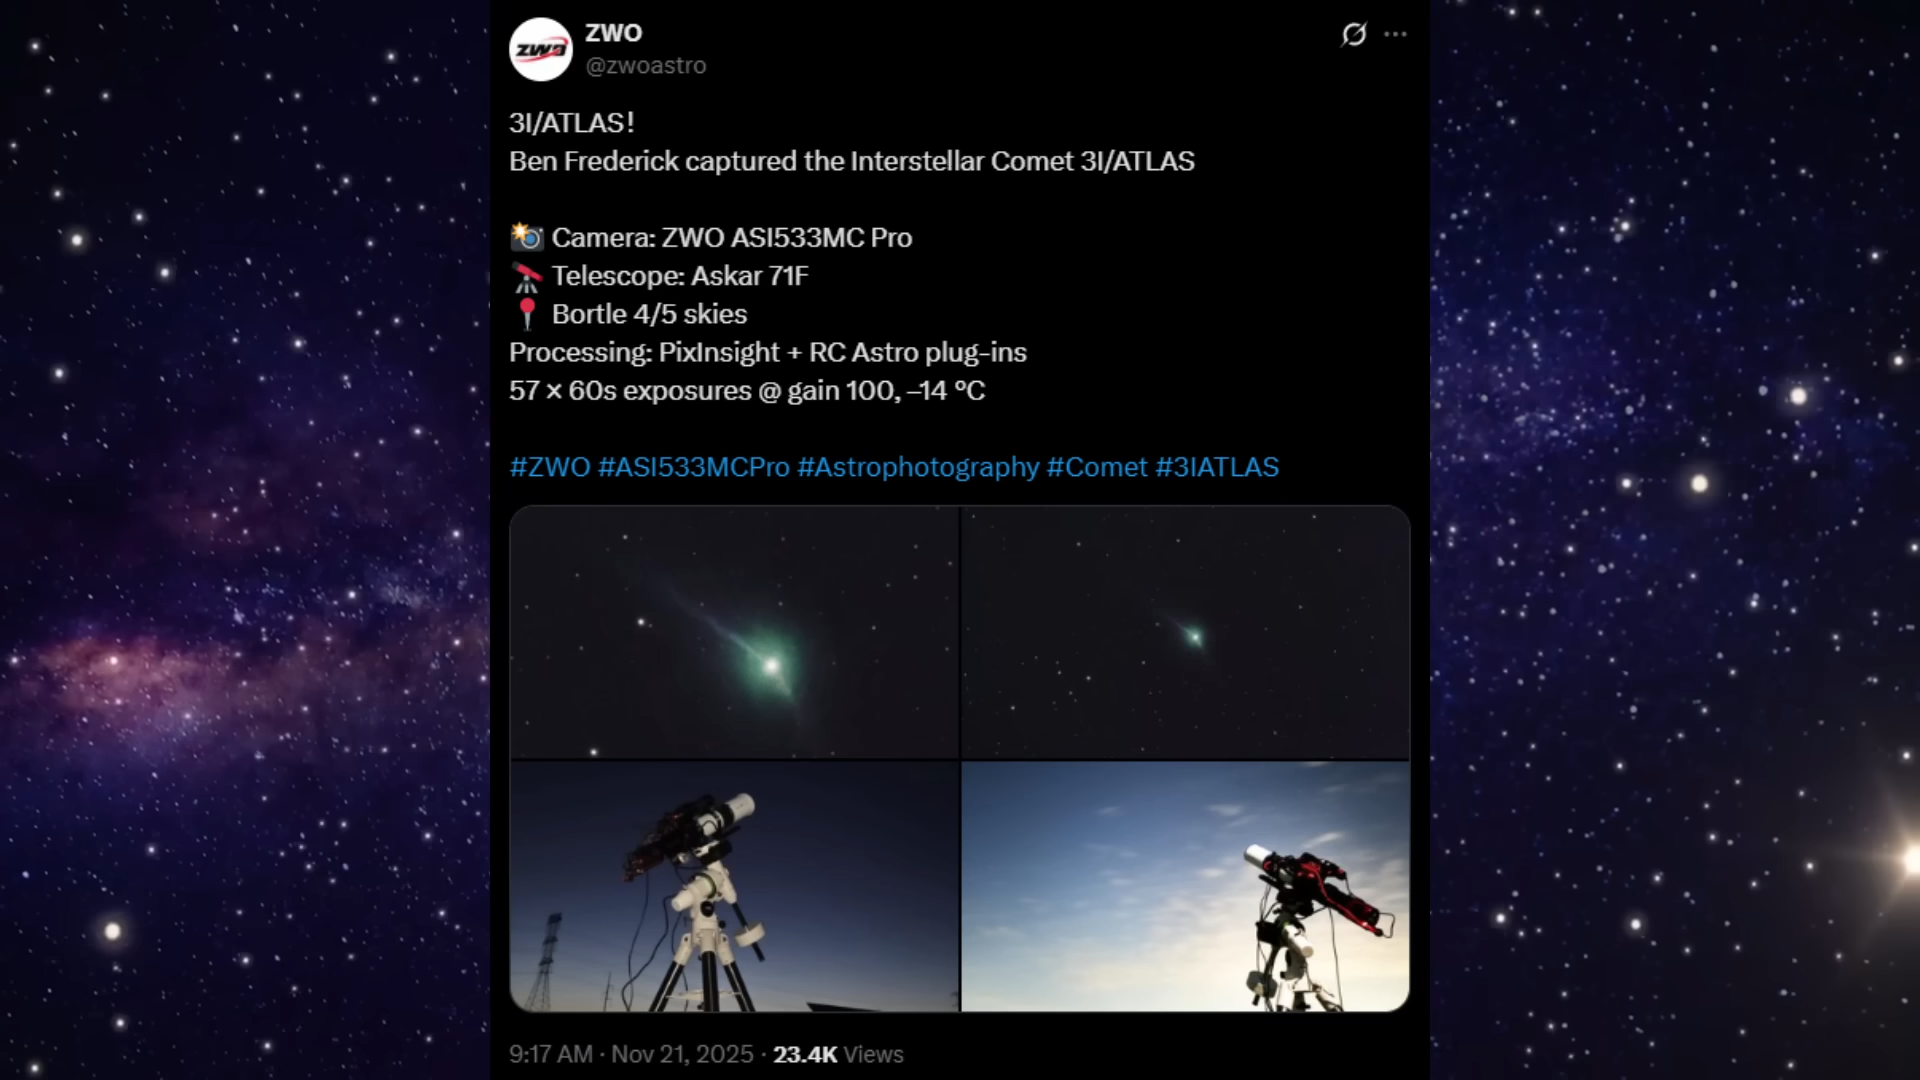 ZWO
ZWO
@zwoastro
3I/ATLAS!
Ben Frederick captured the Interstellar Comet 3I/ATLAS
Camera: ZWO ASI533MC Pro
Telescope: Askar 71F
Bortle 4/5 skies
Processing: PixInsight + RC Astro plug-ins
57 × 60s exposures @ gain 100, –14 °C
#ZWO #ASI533MCPro #Astrophotography #Comet #3IATLAS
9:17 AM · Nov 21, 2025 · 23.4K Views